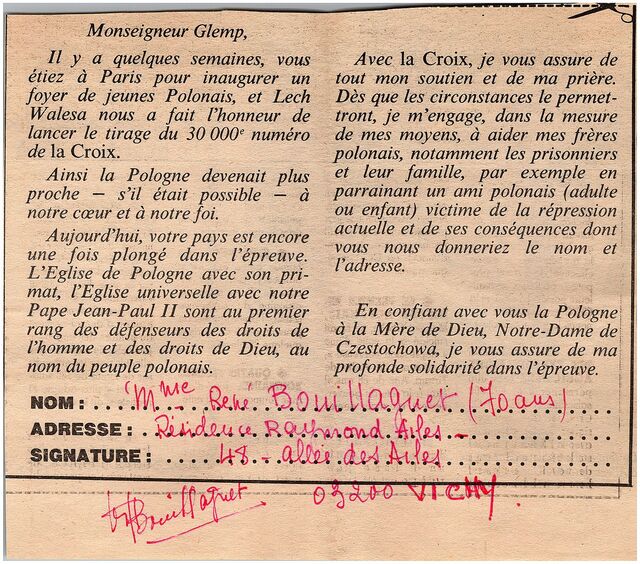 Monseigneur Glemp,
Il y a quelques semaines, vous
étiez à Paris pour inaugurer un
foyer de jeunes Polonais, et Lech
Walesa nous a fait l'honneur de
lancer le tirage du 30 000e numéro
de la Croix.
Ainsi la Pologne devenait plus
proche — s'il était possible — à
notre cœur et à notre foi.
Aujourd'hui, votre pays est encore
une fois plongé dans l'épreuve.
L'Eglise de Pologne avec son pri-
mat, l'Eglise universelle avec notre
Pape Jean-Paul II sont au premier
rang des défenseurs des droits de
l'homme et des droits de Dieu, au
nom du peuple polonais.
Avec la Croix, je vous assure de
tout mon soutien et de ma prière.
Dès que les circonstances le permet-
tront, je m'engage, dans la mesure
de mes moyens, à aider mes frères
polonais, notamment les prisonniers
et leur famille, par exemple en
parrainant un ami polonais (adulte
ou enfant) victime de la répression
actuelle et de ses conséquences dont
vous nous donneriez le nom et
l'adresse.
En confiant avec vous la Pologne
à la Mère de Dieu, Notre-Dame de
Czestochowa, je vous assure de ma
profonde solidarité dans l'épreuve.
NOM : Mme René Bouillaguet (70 ans)
ADRESSE : Résidence Raymond Ailes -
SIGNATURE : 48 - allée des Ailes
03200 VICHY.
Bouillaguet